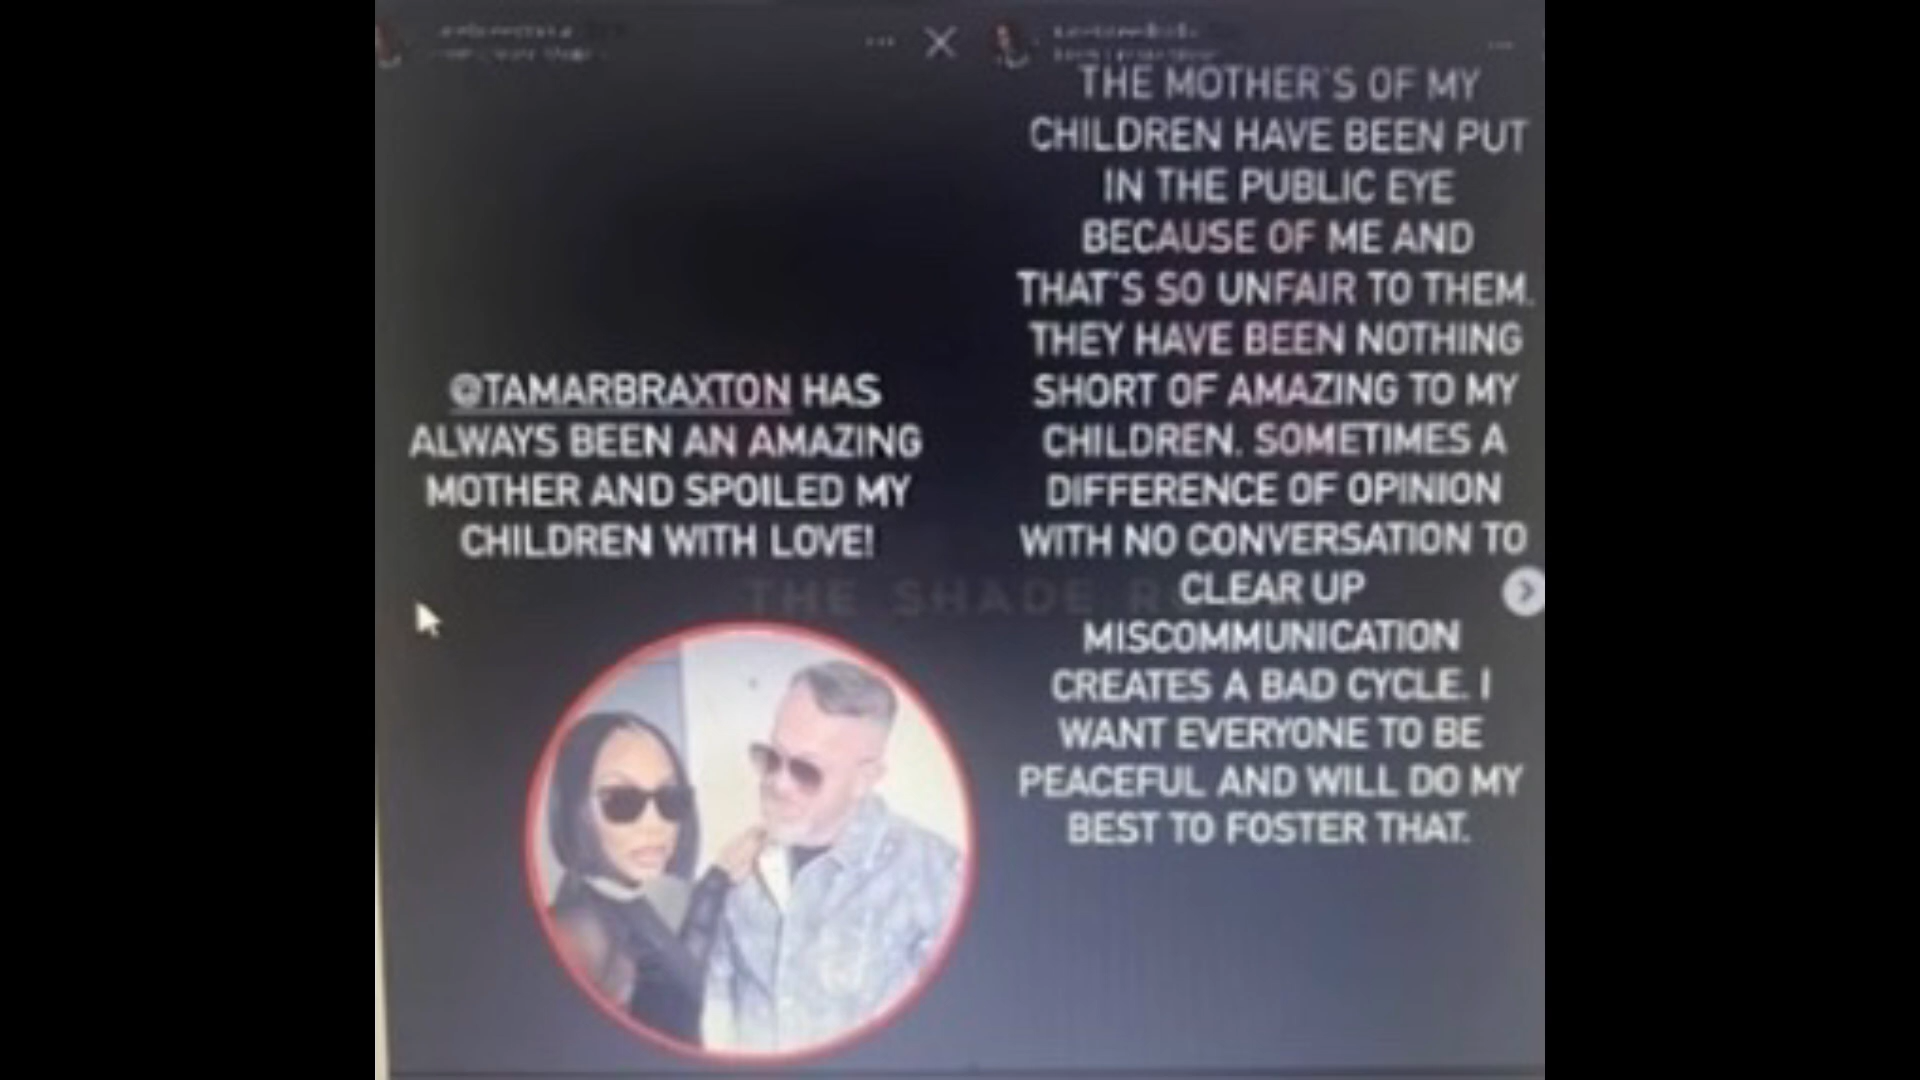 @TAMARBRAXTON HAS
ALWAYS BEEN AN AMAZING
MOTHER AND SPOILED MY
CHILDREN WITH LOVE!
THE MOTHER'S OF MY
CHILDREN HAVE BEEN PUT
IN THE PUBLIC EYE
BECAUSE OF ME AND
THAT'S SO UNFAIR TO THEM.
THEY HAVE BEEN NOTHING
SHORT OF AMAZING TO MY
CHILDREN. SOMETIMES A
DIFFERENCE OF OPINION
WITH NO CONVERSATION TO
CLEAR UP
MISCOMMUNICATION
CREATES A BAD CYCLE. I
WANT EVERYONE TO BE
PEACEFUL AND WILL DO MY
BEST TO FOSTER THAT.
THE SHADE